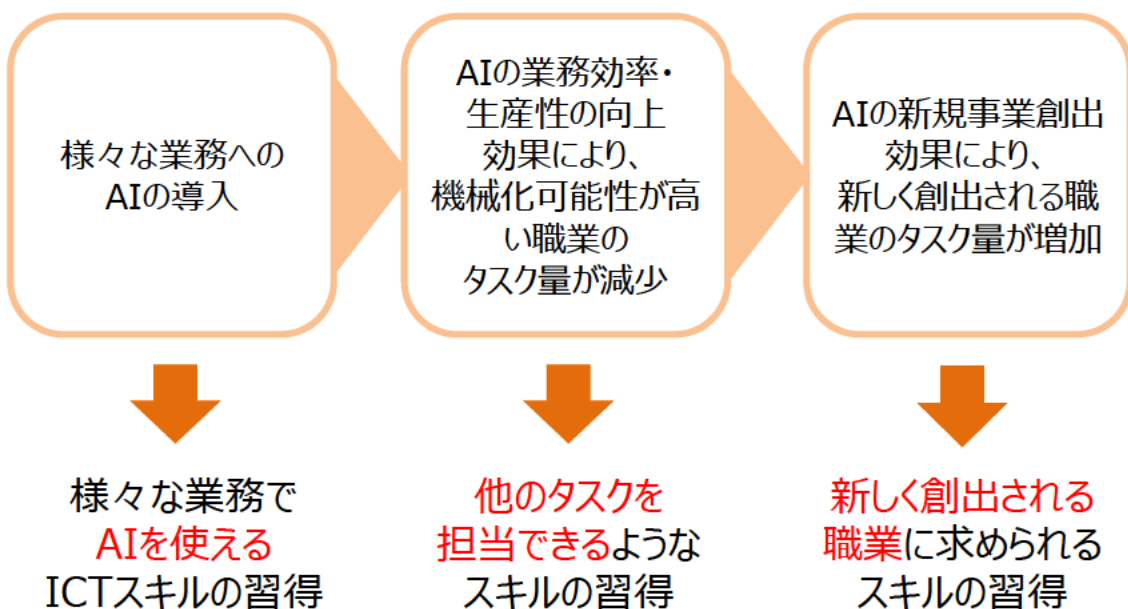 様々な業務への
AIの導入
AIの業務効率・
生産性の向上
効果により、
機械化可能性が高
い職業の
タスク量が減少
AIの新規事業創出
効果により、
新しく創出される職
業のタスク量が増加
様々な業務で
AIを使える
ICTスキルの習得
他のタスクを
担当できるような
スキルの習得
新しく創出される
職業に求められる
スキルの習得